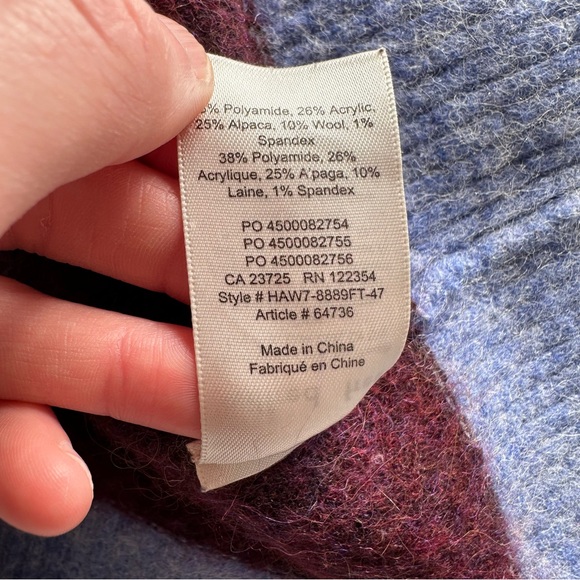 8% Polyamide, 26% Acrylic,
25% Alpaca, 10% Wool, 1%
Spandex
38% Polyamide, 26%
Acrylique, 25% A'paga, 10%
Laine, 1% Spandex
PO 4500082754
PO 4500082755
PO 4500082756
CA 23725 RN 122354
Style # HAW7-8889FT-47
Article # 64736
Made in China
Fabriqué en Chine